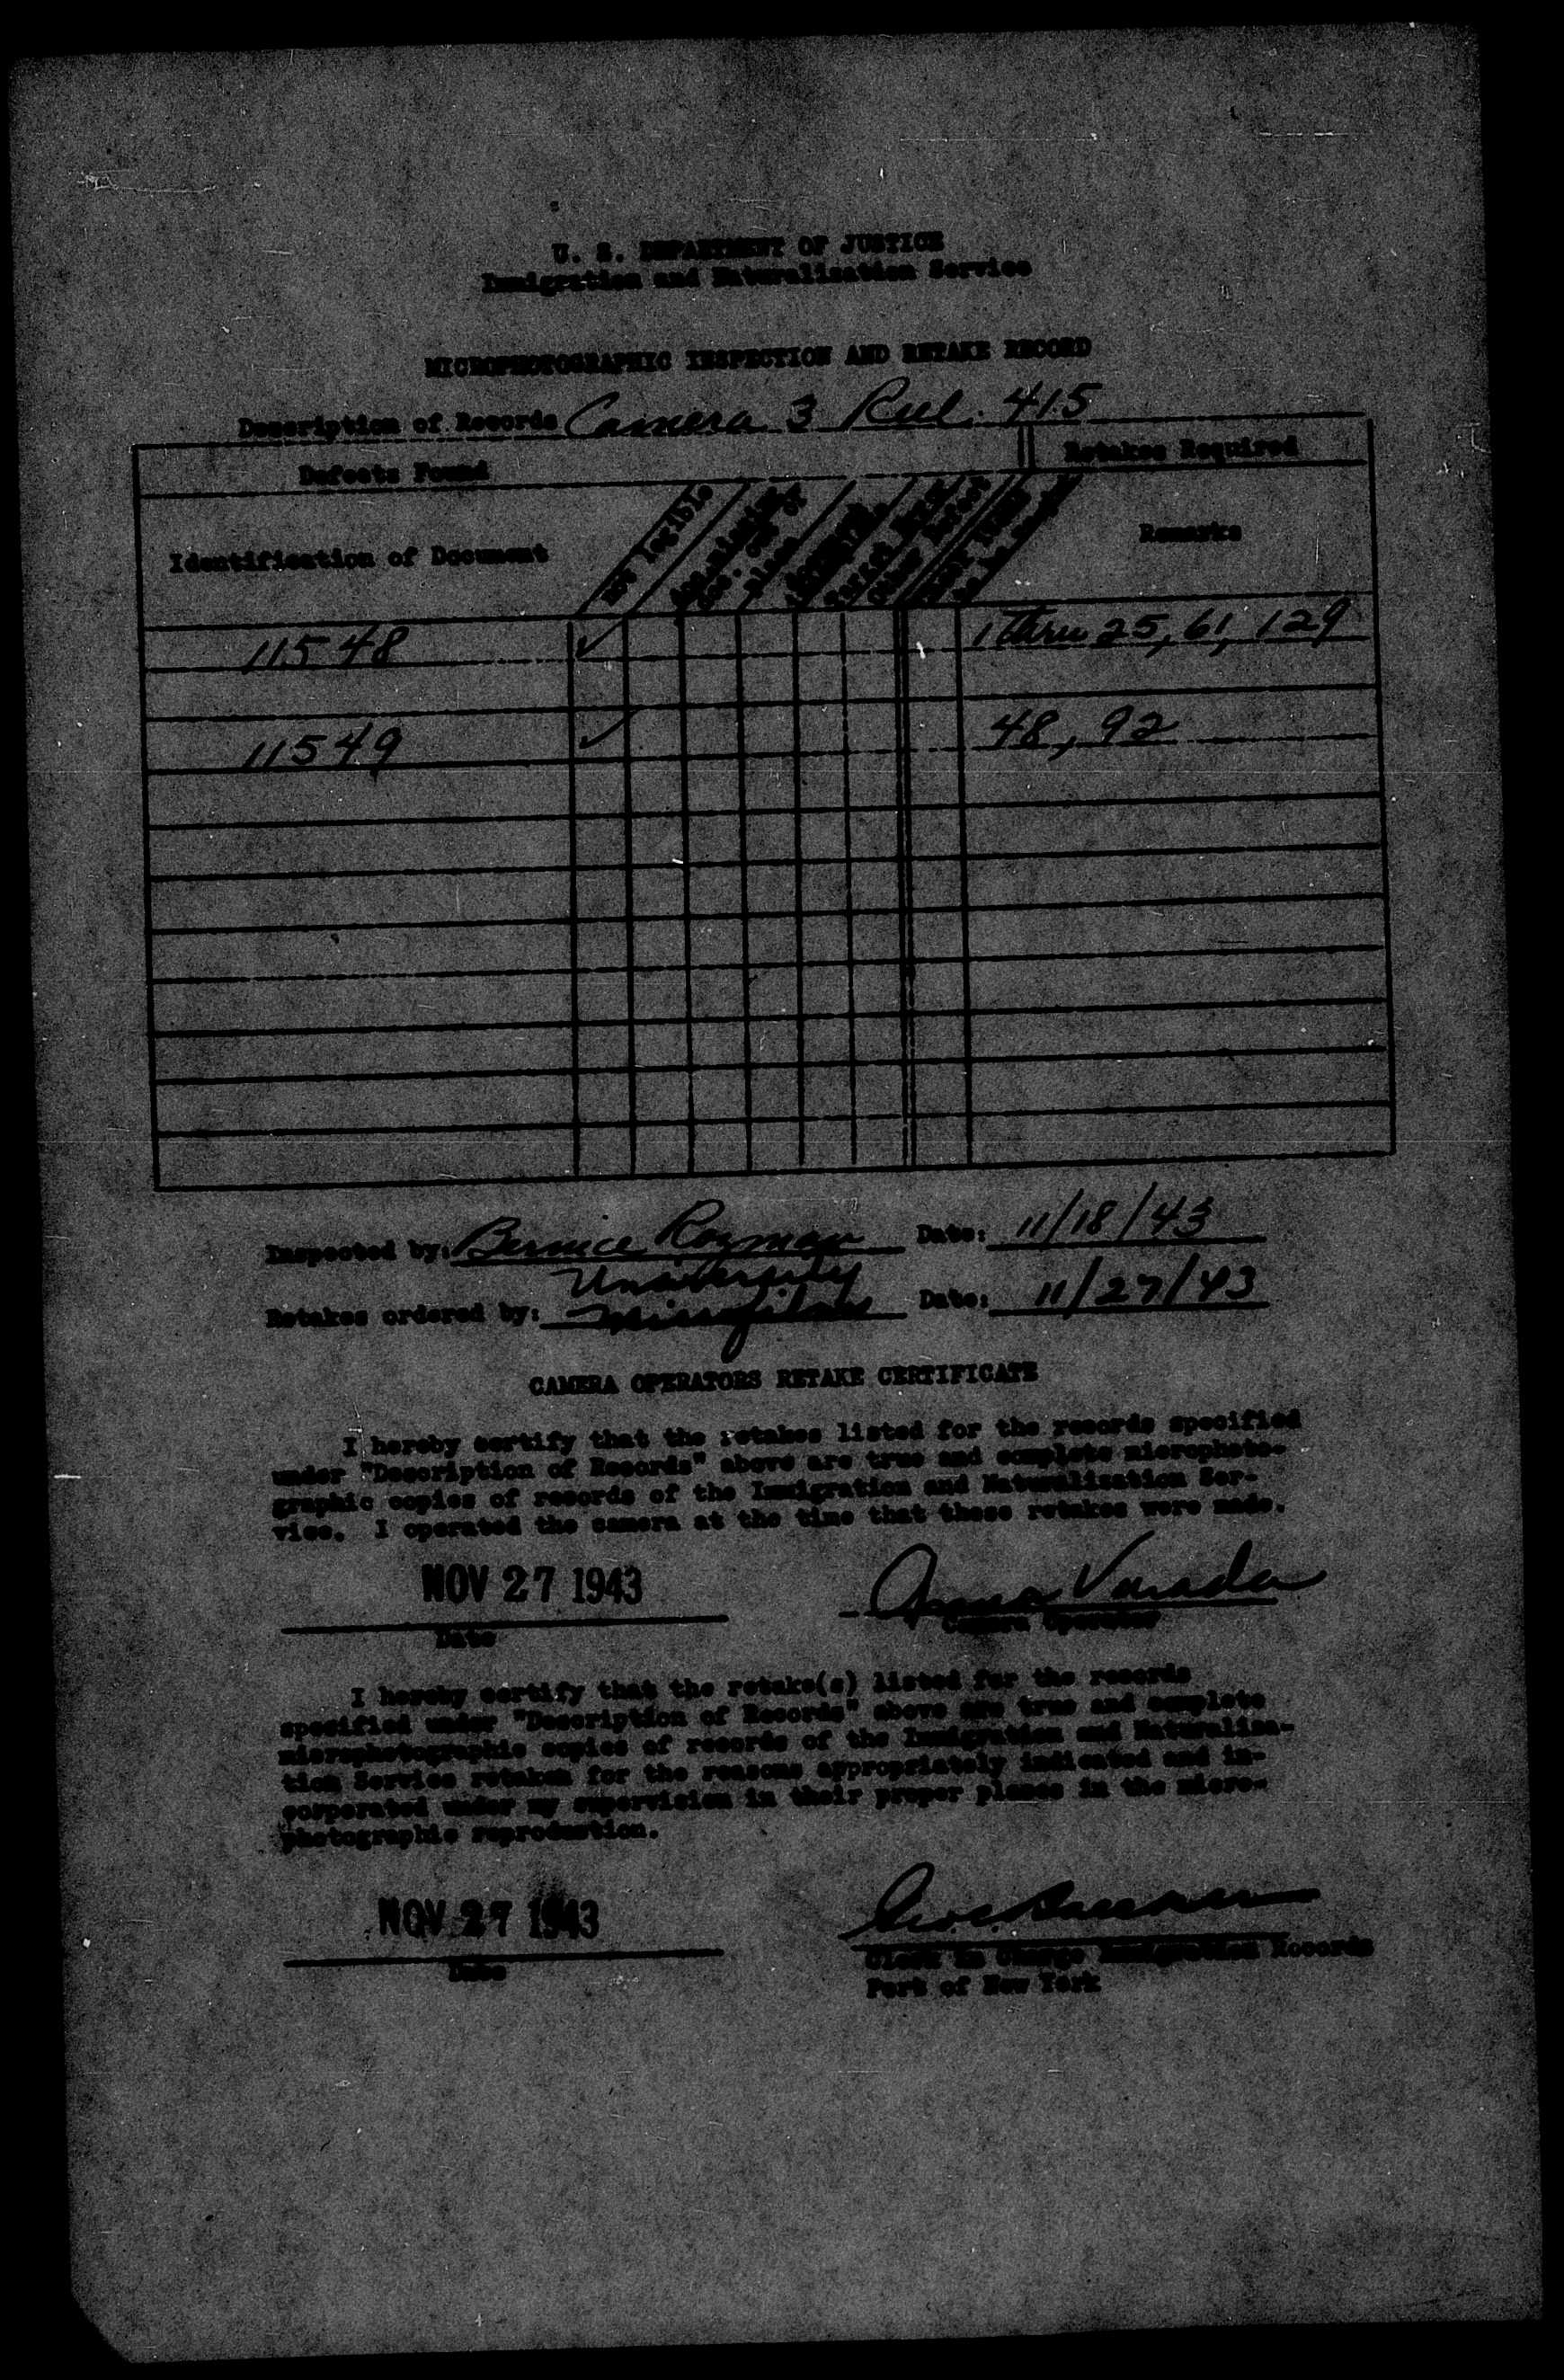 U. S. DEPARTMENT OF JUSTICE
Immigration and Naturalization Service
MICROPHOTOGRAPHIC INSPECTION AND RETAKE RECORD
Description of Records Camera 3 Reel. 415
Defects Found Retakes Required
Identification of Document Not legible Remarks
11548 ✓ 1 thru 25, 61, 129
11549 ✓ 48, 92
Inspected by: Bernice Rozman Date: 11/18/43
University
Retakes ordered by: Microfilms Date: 11/27/43
CAMERA OPERATORS RETAKE CERTIFICATE
I hereby certify that the retakes listed for the records specified
under "Description of Records" above are true and complete microphoto-
graphic copies of records of the Immigration and Naturalization Ser-
vice. I operated the camera at the time that these retakes were made.
NOV 27 1943
Date Camera Operator
I hereby certify that the retake(s) listed for the records
specified under "Description of Records" above are true and complete
microphotographic copies of records of the Immigration and Naturaliza-
tion Service retaken for the reasons appropriately indicated and in-
corporated under my supervision in their proper places in the micro-
photographic reproduction.
NOV 27 1943
Date Clerk in Charge Immigration Records
Port of New York